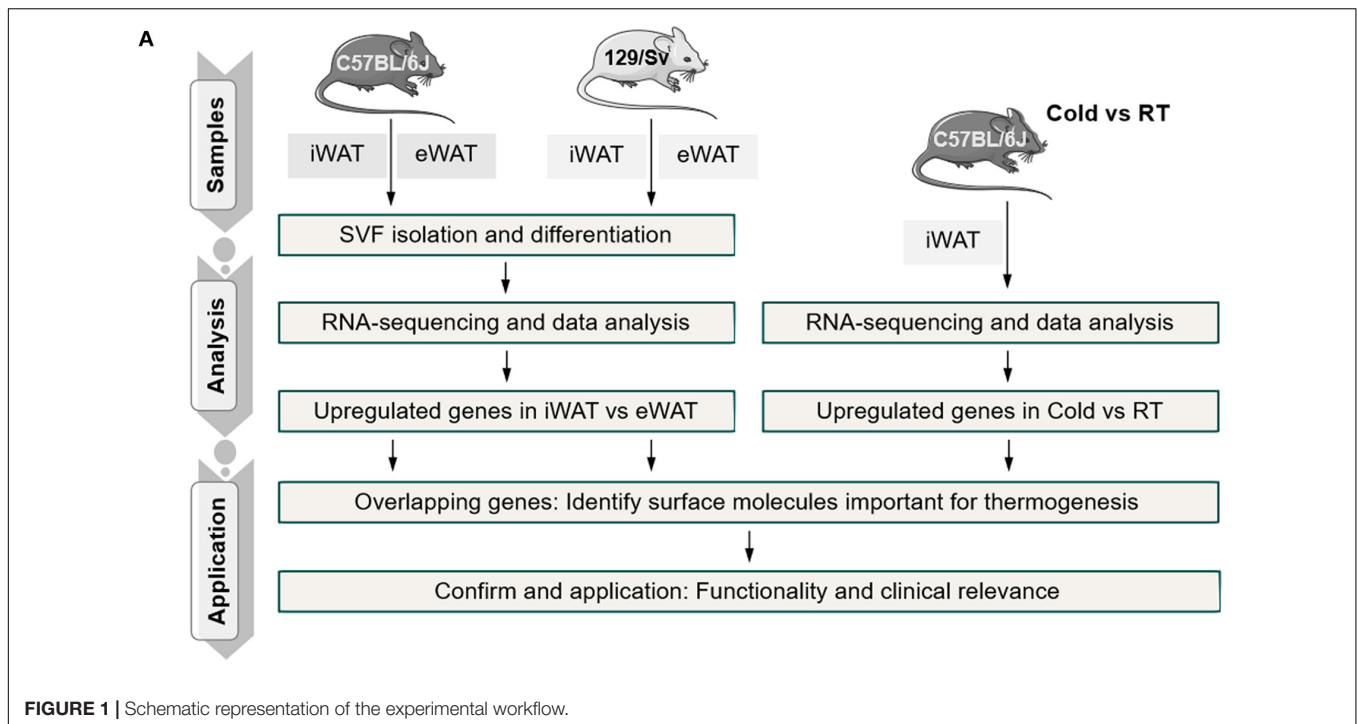 A
C57BL/6J
129/Sv
Cold vs RT
C57BL/6J
Samples
iWAT
eWAT
iWAT
eWAT
SVF isolation and differentiation
iWAT
Analysis
RNA-sequencing and data analysis
RNA-sequencing and data analysis
Upregulated genes in iWAT vs eWAT
Upregulated genes in Cold vs RT
Application
Overlapping genes: Identify surface molecules important for thermogenesis
Confirm and application: Functionality and clinical relevance
FIGURE 1 | Schematic representation of the experimental workflow.